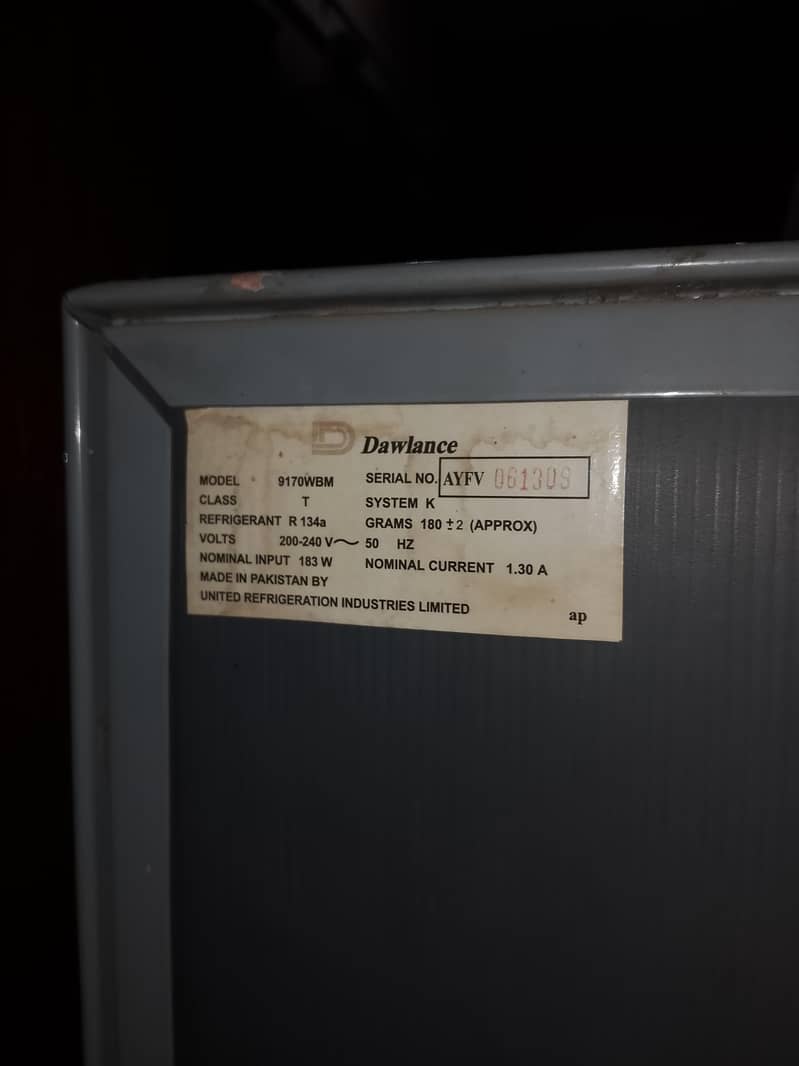 D Dawlance
MODEL 9170WBM SERIAL NO. AYFV 061309
CLASS T SYSTEM K
REFRIGERANT R 134a GRAMS 180 ± 2 (APPROX)
VOLTS 200-240 V~ 50 HZ
NOMINAL INPUT 183 W NOMINAL CURRENT 1.30 A
MADE IN PAKISTAN BY
UNITED REFRIGERATION INDUSTRIES LIMITED
ap